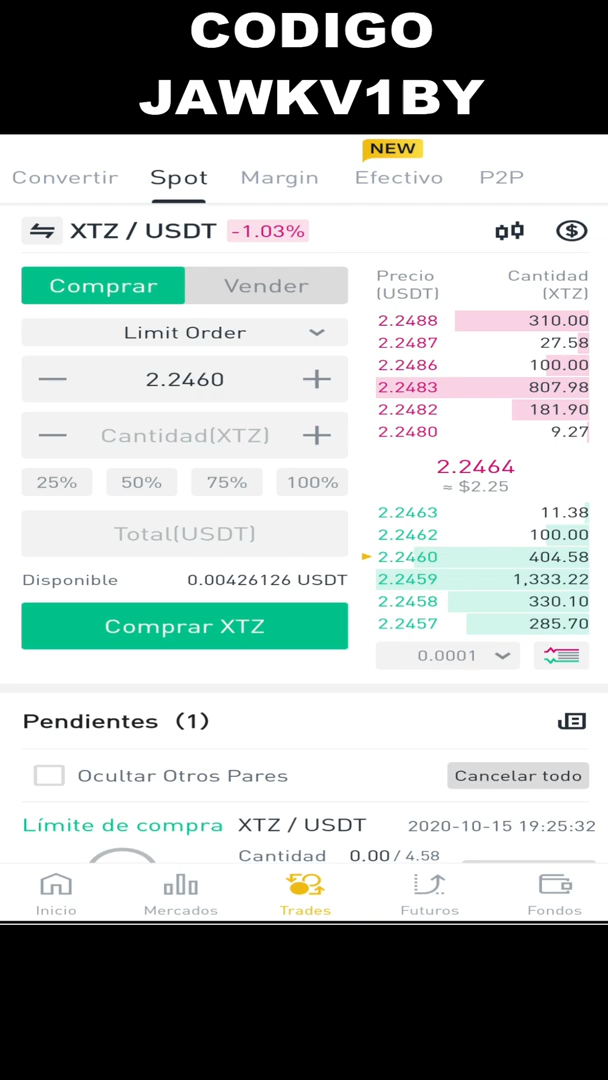 CODIGO
JAWKV1BY
NEW
Convertir Spot Margin Efectivo P2P
XTZ / USDT -1.03%
Comprar Vender
Limit Order
2.2460
Cantidad(XTZ)
25% 50% 75% 100%
Total(USDT)
Disponible 0.00426126 USDT
Comprar XTZ
Precio Cantidad
(USDT) (XTZ)
2.2488 310.00
2.2487 27.58
2.2486 100.00
2.2483 807.98
2.2482 181.90
2.2480 9.27
2.2464
≈ $2.25
2.2463 11.38
2.2462 100.00
2.2460 404.58
2.2459 1,333.22
2.2458 330.10
2.2457 285.70
0.0001
Pendientes (1)
Ocultar Otros Pares Cancelar todo
Límite de compra XTZ / USDT 2020-10-15 19:25:32
Cantidad 0.00 / 4.58
Inicio Mercados Trades Futuros Fondos